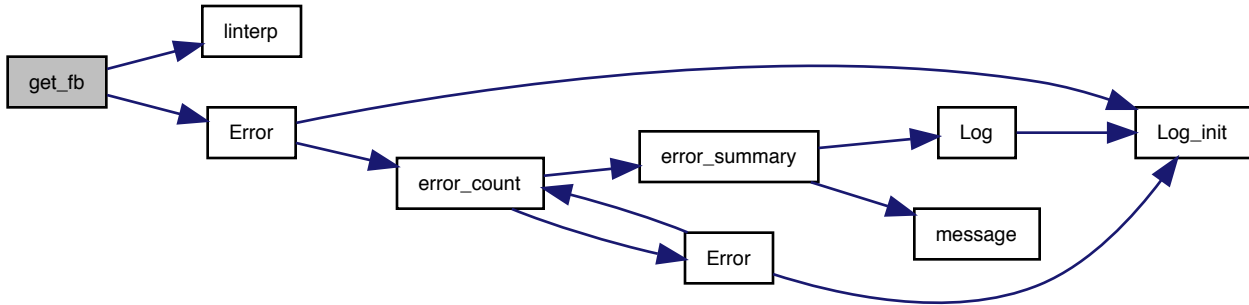 get_fb
linterp
Error
error_count
error_summary
Error
Log
message
Log_init